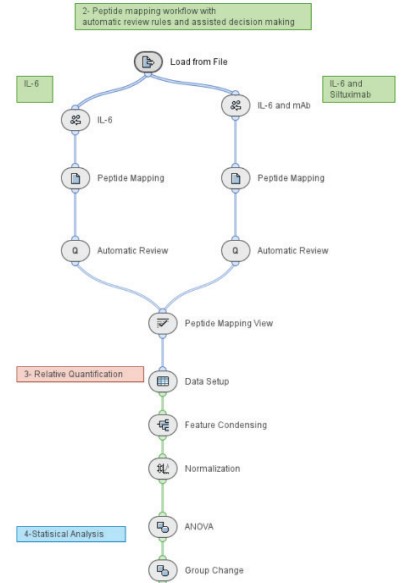 2- Peptide mapping workflow with
automatic review rules and assisted decision making
Load from File
IL-6
IL-6 and
Siltuximab
IL-6
IL-6 and mAb
Peptide Mapping
Peptide Mapping
Q
Automatic Review
Q
Automatic Review
Peptide Mapping View
3- Relative Quantification
Data Setup
Feature Condensing
Normalization
4-Statisical Analysis
ANOVA
Group Change